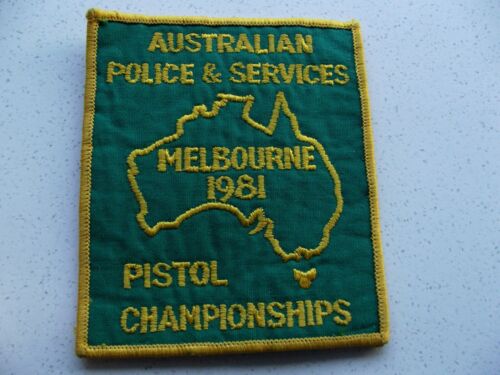 AUSTRALIAN
POLICE & SERVICES
MELBOURNE
1981
PISTOL
CHAMPIONSHIPS